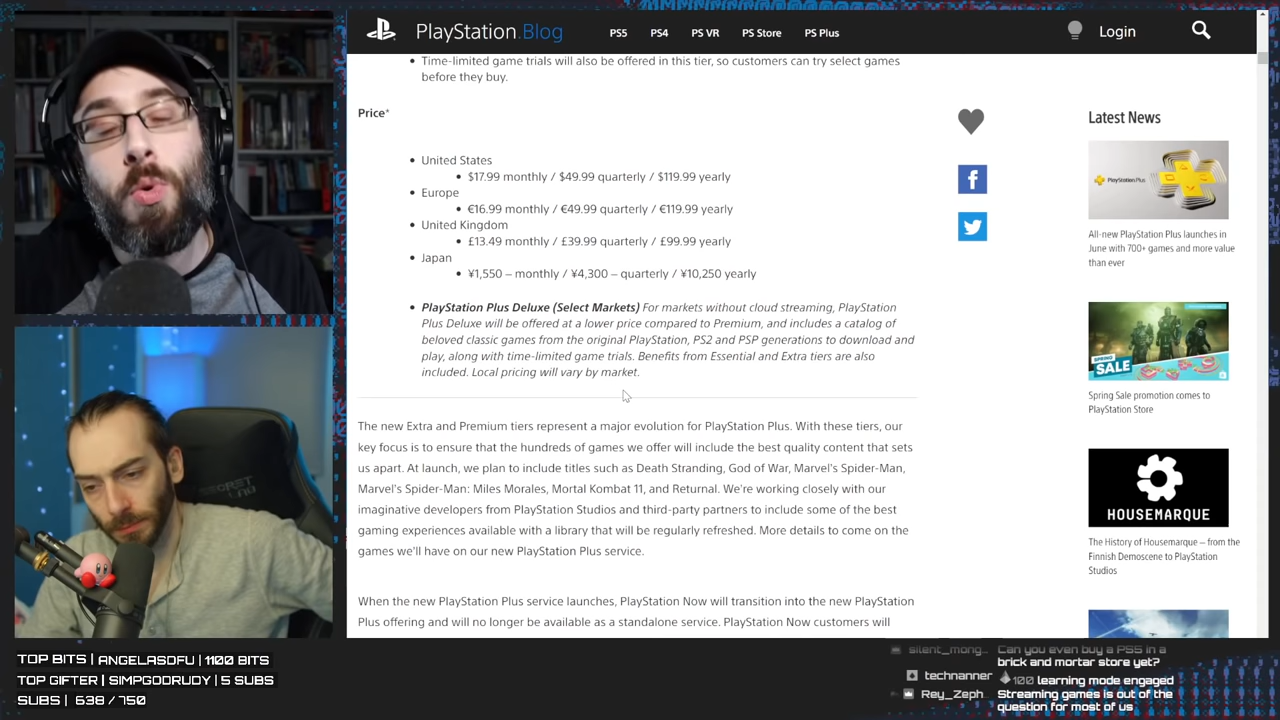 PlayStation.Blog
PS5 PS4 PS VR PS Store PS Plus
Login
• Time-limited game trials will also be offered in this tier, so customers can try select games
before they buy.
Price*
• United States
• $17.99 monthly / $49.99 quarterly / $119.99 yearly
• Europe
• €16.99 monthly / €49.99 quarterly / €119.99 yearly
• United Kingdom
• £13.49 monthly / £39.99 quarterly / £99.99 yearly
• Japan
• ¥1,550 – monthly / ¥4,300 – quarterly / ¥10,250 yearly
• PlayStation Plus Deluxe (Select Markets) For markets without cloud streaming, PlayStation
Plus Deluxe will be offered at a lower price compared to Premium, and includes a catalog of
beloved classic games from the original PlayStation, PS2 and PSP generations to download and
play, along with time-limited game trials. Benefits from Essential and Extra tiers are also
included. Local pricing will vary by market.
The new Extra and Premium tiers represent a major evolution for PlayStation Plus. With these tiers, our
key focus is to ensure that the hundreds of games we offer will include the best quality content that sets
us apart. At launch, we plan to include titles such as Death Stranding, God of War, Marvel's Spider-Man,
Marvel's Spider-Man: Miles Morales, Mortal Kombat 11, and Returnal. We're working closely with our
imaginative developers from PlayStation Studios and third-party partners to include some of the best
gaming experiences available with a library that will be regularly refreshed. More details to come on the
games we'll have on our new PlayStation Plus service.
When the new PlayStation Plus service launches, PlayStation Now will transition into the new PlayStation
Plus offering and will no longer be available as a standalone service. PlayStation Now customers will
Latest News
PlayStation.Plus
All-new PlayStation Plus launches in
June with 700+ games and more value
than ever
SPRING
SALE
Spring Sale promotion comes to
PlayStation Store
HOUSEMARQUE
The History of Housemarque – from the
Finnish Demoscene to PlayStation
Studios
TOP BITS | ANGELASDFU | 1100 BITS
TOP GIFTER | SIMPGODRUDY | 5 SUBS
SUBS | 638 / 750
silent_mong... Can you even buy a PS5 in a
brick and mortar store yet?
technanner 100 learning mode engaged
Rey_Zeph Streaming games is out of the
question for most of us